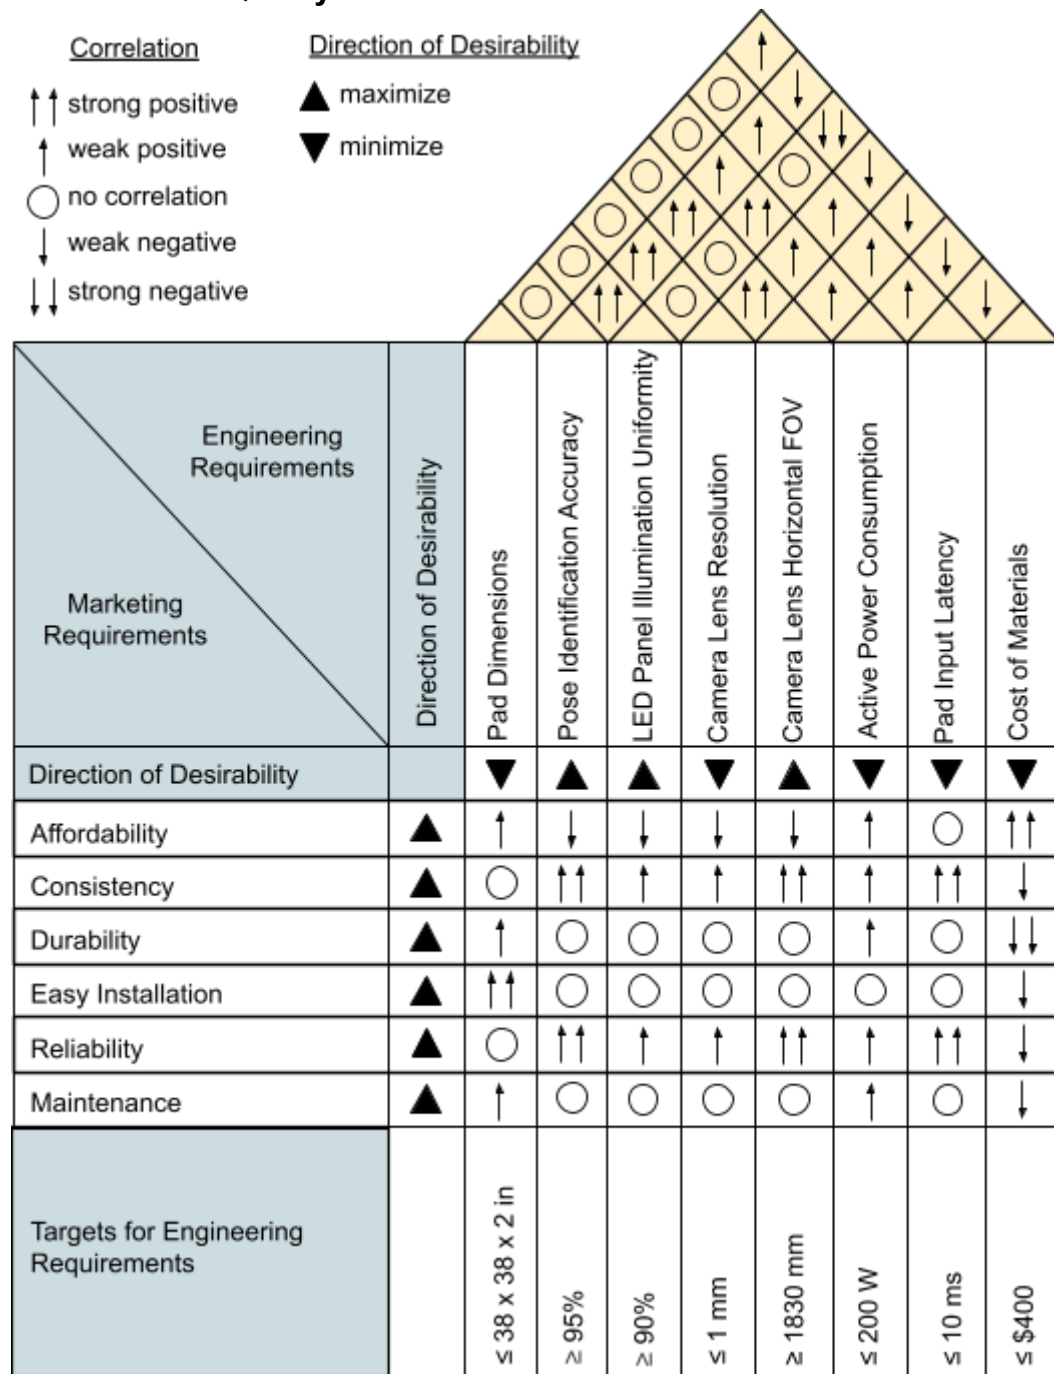 Correlation
strong positive
weak positive
no correlation
weak negative
strong negative
Direction of Desirability
maximize
minimize
Engineering
Requirements
Marketing
Requirements
Direction of Desirability
Pad Dimensions
Pose Identification Accuracy
LED Panel Illumination Uniformity
Camera Lens Resolution
Camera Lens Horizontal FOV
Active Power Consumption
Pad Input Latency
Cost of Materials
Direction of Desirability
Affordability
Consistency
Durability
Easy Installation
Reliability
Maintenance
Targets for Engineering
Requirements
≤ 38 x 38 x 2 in
≥ 95%
≥ 90%
≤ 1 mm
≥ 1830 mm
≤ 200 W
≤ 10 ms
≤ $400